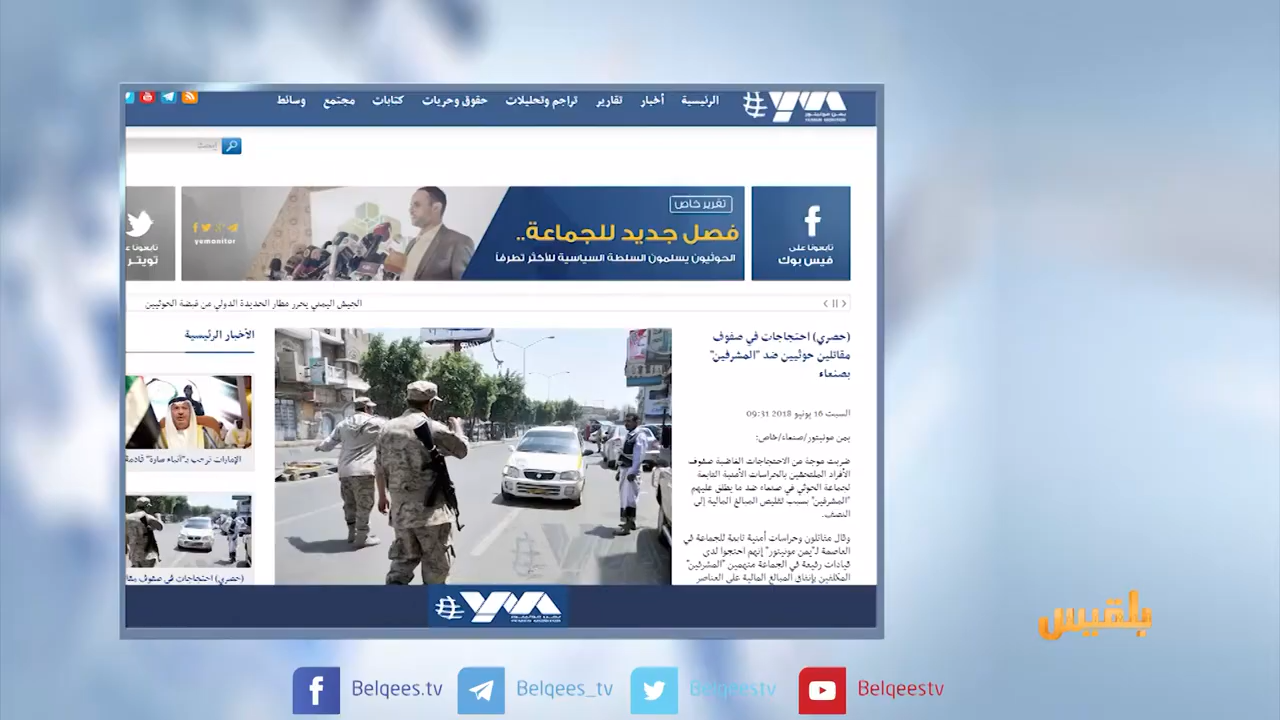 الرئيسية أخبار تقارير تراجم وتحليلات حقوق وحريات كتابات مجتمع وسائط
يمن مونيتور
إبحث
تابعونا على
فيس بوك
تقرير خاص
فصل جديد للجماعة..
الحوثيون يسلمون السلطة السياسية للأكثر تطرفاً
yemonitor
تابعونا على
تويتر
الجيش اليمني يحرر مطار الحديدة الدولي من قبضة الحوثيين
(حصري) احتجاجات في صفوف
مقاتلين حوثيين ضد "المشرفين"
بصنعاء
السبت 16 يونيو 2018 09:31
يمن مونيتور/صنعاء/خاص:
ضربت موجة من الاحتجاجات الغاضبة صفوف
الأفراد الملتحقين بالحراسات الأمنية التابعة
لجماعة الحوثي في صنعاء ضد ما يطلق عليهم
"المشرفين" بسبب تقليص المبالغ المالية إلى
النصف.
وقال مقاتلون وحراسات أمنية تابعة للجماعة في
العاصمة لـ"يمن مونيتور" إنهم احتجوا لدى
قيادات رفيعة في الجماعة متهمين "المشرفين"
المكلفين بإنفاق المبالغ المالية على العناصر
الأخبار الرئيسية
الإمارات ترحب بـ"أنباء سارة" قادمة
(حصري) احتجاجات في صفوف مقا
بلقيس
Belqees.tv
Belqees_tv
Belqeestv
Belqeestv